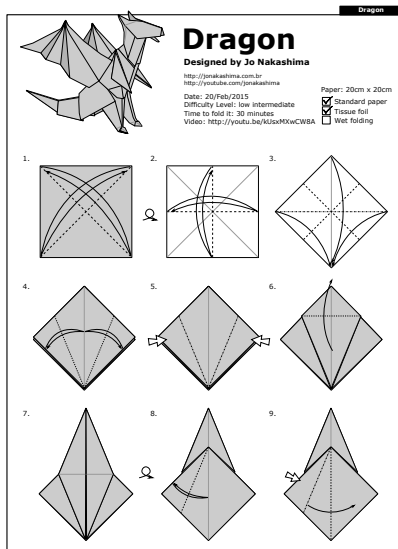 Dragon
Dragon
Designed by Jo Nakashima
http://jonakashima.com.br
http://youtube.com/jonakashima
Date: 20/Feb/2015
Difficulty Level: low intermediate
Time to fold it: 30 minutes
Video: http://youtu.be/kUsxMXwCW8A
Paper: 20cm x 20cm
Standard paper
Tissue foil
Wet folding
1.
2.
3.
4.
5.
6.
7.
8.
9.